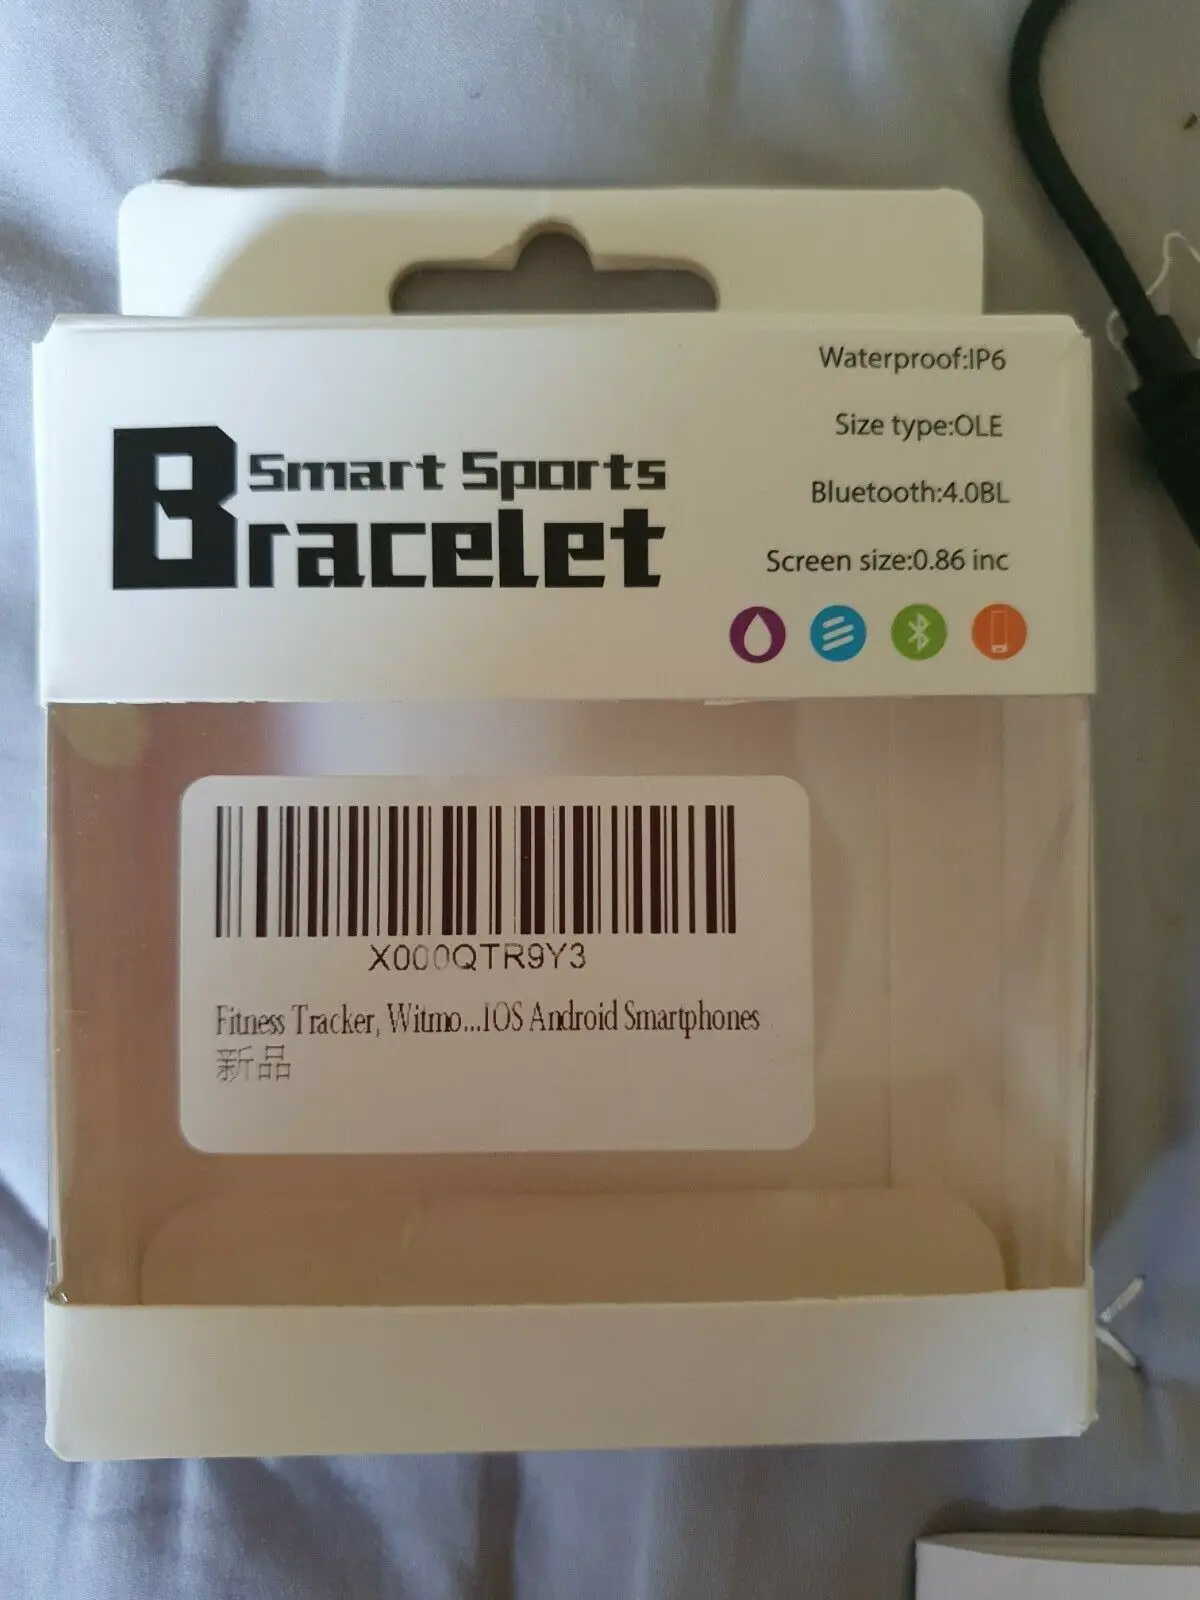 Smart Sports
Bracelet
Waterproof:IP6
Size type:OLE
Bluetooth:4.0BL
Screen size:0.86 inc
X000QTR9Y3
Fitness Tracker, Witmo...IOS Android Smartphones
新品